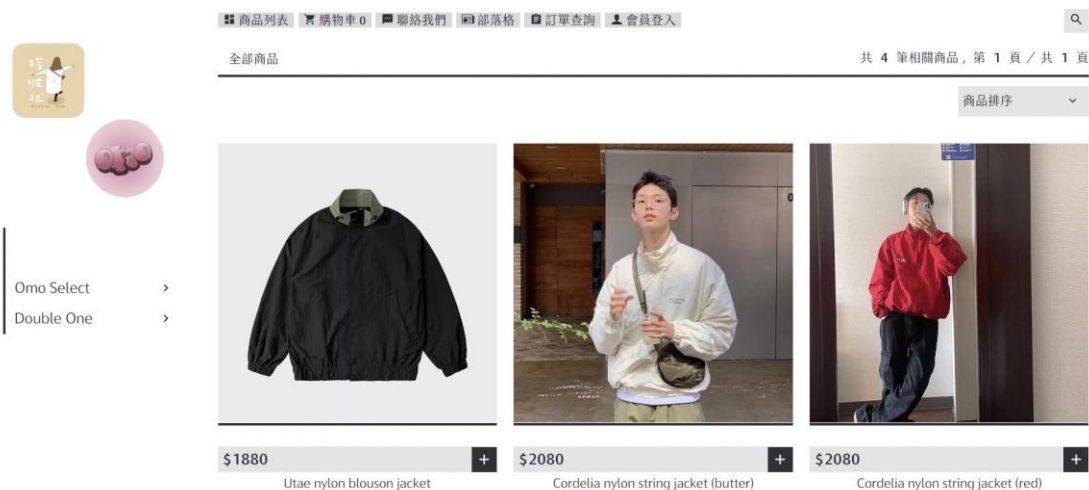 商品列表 購物車 0 聯絡我們 部落格 訂單查詢 會員登入
全部商品 共 4 筆相關商品, 第 1 頁 / 共 1 頁
商品排序
Omo Select
Double One
$1880 + $2080 + $2080 +
Utae nylon blouson jacket Cordelia nylon string jacket (butter) Cordelia nylon string jacket (red)